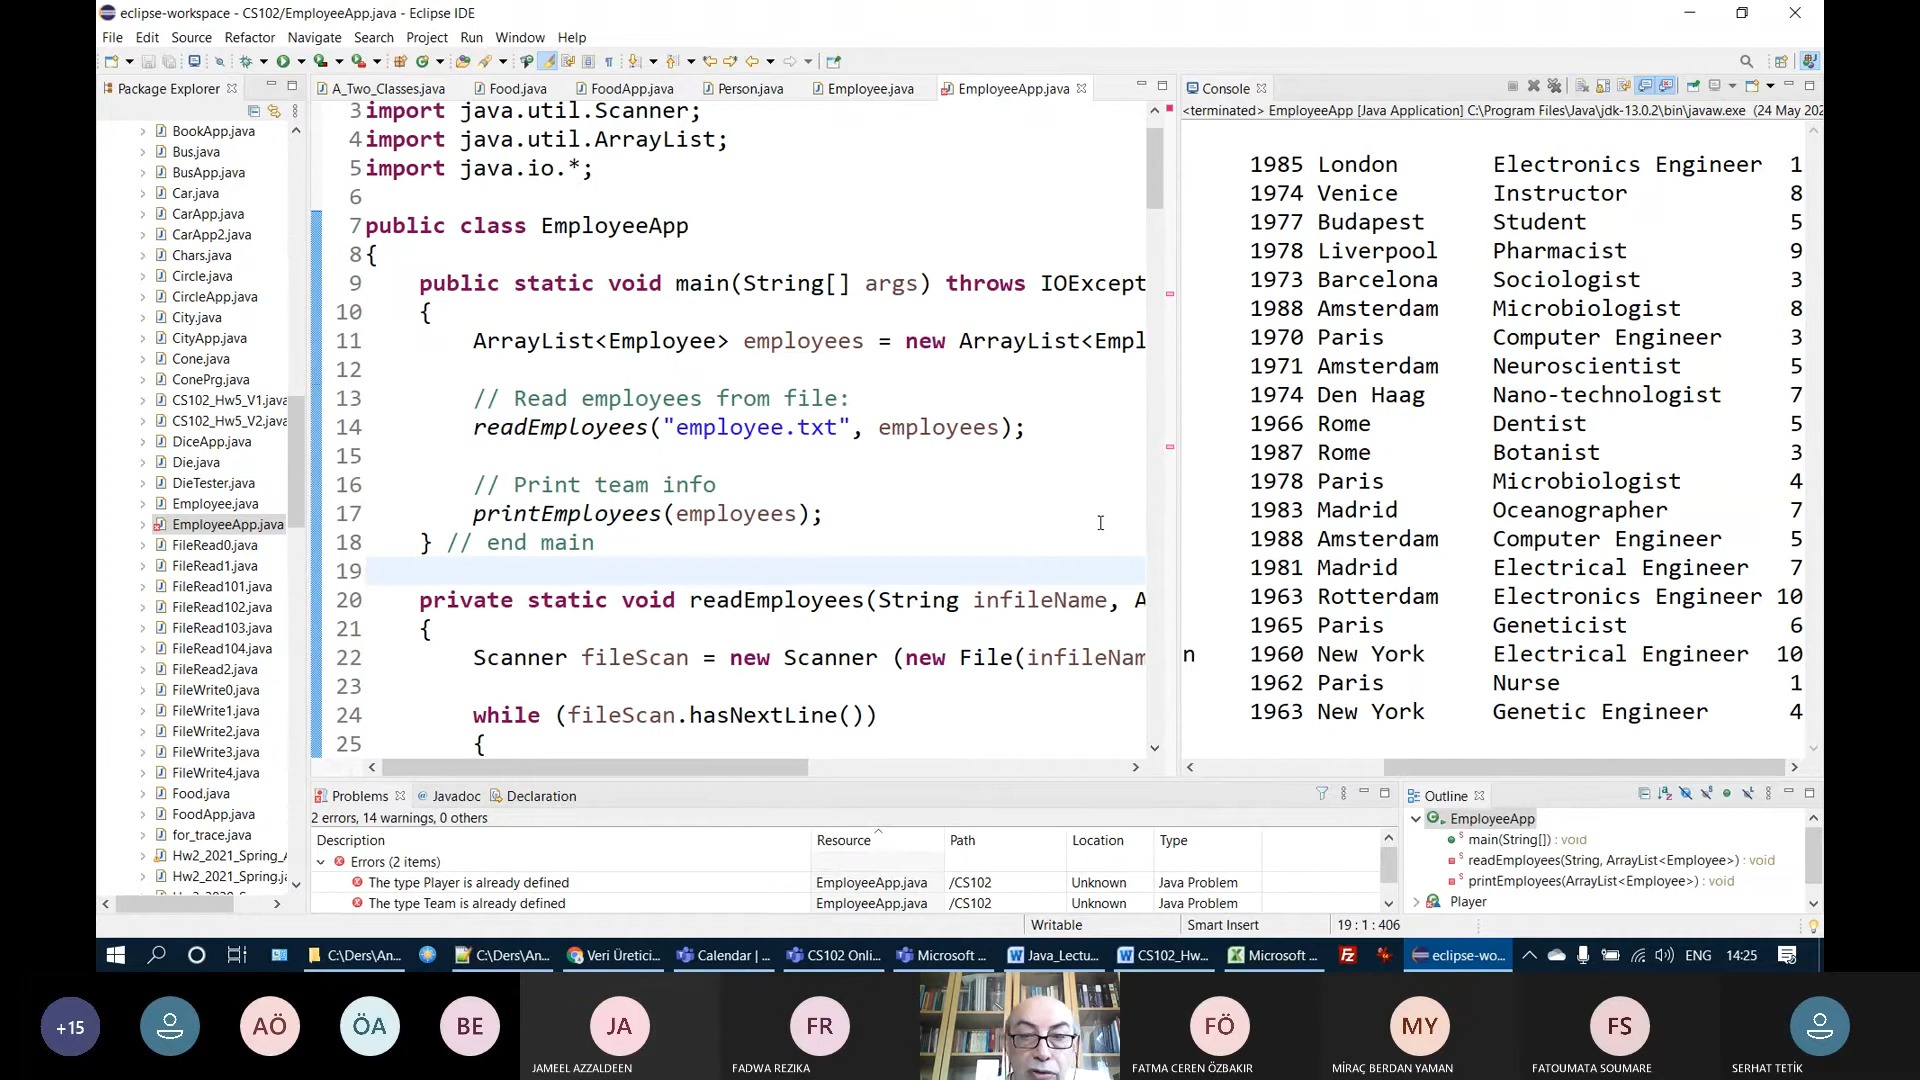 eclipse-workspace - CS102/EmployeeApp.java - Eclipse IDE
File Edit Source Refactor Navigate Search Project Run Window Help
Package Explorer
BookApp.java
Bus.java
BusApp.java
Car.java
CarApp.java
CarApp2.java
Chars.java
Circle.java
CircleApp.java
City.java
CityApp.java
Cone.java
ConePrg.java
CS102_Hw5_V1.java
CS102_Hw5_V2.java
DiceApp.java
Die.java
DieTester.java
Employee.java
EmployeeApp.java
FileRead0.java
FileRead1.java
FileRead101.java
FileRead102.java
FileRead103.java
FileRead104.java
FileRead2.java
FileWrite0.java
FileWrite1.java
FileWrite2.java
FileWrite3.java
FileWrite4.java
Food.java
FoodApp.java
for_trace.java
Hw2_2021_Spring_A
Hw2_2021_Spring.ja
A_Two_Classes.java Food.java FoodApp.java Person.java Employee.java EmployeeApp.java
3 import java.util.Scanner;
4 import java.util.ArrayList;
5 import java.io.*;
6
7 public class EmployeeApp
8 {
9 public static void main(String[] args) throws IOExcept
10 {
11 ArrayList<Employee> employees = new ArrayList<Empl
12
13 // Read employees from file:
14 readEmployees("employee.txt", employees);
15
16 // Print team info
17 printEmployees(employees);
18 } // end main
19
20 private static void readEmployees(String infileName, A
21 {
22 Scanner fileScan = new Scanner (new File(infileNam
23
24 while (fileScan.hasNextLine())
25 {
Console
<terminated> EmployeeApp [Java Application] C:\Program Files\Java\jdk-13.0.2\bin\javaw.exe (24 May 202
1985 London Electronics Engineer 1
1974 Venice Instructor 8
1977 Budapest Student 5
1978 Liverpool Pharmacist 9
1973 Barcelona Sociologist 3
1988 Amsterdam Microbiologist 8
1970 Paris Computer Engineer 3
1971 Amsterdam Neuroscientist 5
1974 Den Haag Nano-technologist 7
1966 Rome Dentist 5
1987 Rome Botanist 3
1978 Paris Microbiologist 4
1983 Madrid Oceanographer 7
1988 Amsterdam Computer Engineer 5
1981 Madrid Electrical Engineer 7
1963 Rotterdam Electronics Engineer 10
1965 Paris Geneticist 6
n 1960 New York Electrical Engineer 10
1962 Paris Nurse 1
1963 New York Genetic Engineer 4
Problems Javadoc Declaration
2 errors, 14 warnings, 0 others
Description Resource Path Location Type
Errors (2 items)
The type Player is already defined EmployeeApp.java /CS102 Unknown Java Problem
The type Team is already defined EmployeeApp.java /CS102 Unknown Java Problem
Outline
EmployeeApp
main(String[]) : void
readEmployees(String, ArrayList<Employee>) : void
printEmployees(ArrayList<Employee>) : void
Player
Writable Smart Insert 19 : 1 : 406
C:\Ders\An... C:\Ders\An... Veri Üretici... Calendar |... CS102 Onli... Microsoft ... Java_Lectu... CS102_Hw... Microsoft ... eclipse-wo... ENG 14:25
+15 AÖ ÖA BE JA FR FÖ MY FS
JAMEEL AZZALDEEN FADWA REZIKA FATMA CEREN ÖZBAKIR MİRAÇ BERDAN YAMAN FATOUMATA SOUMARE SERHAT TETİK